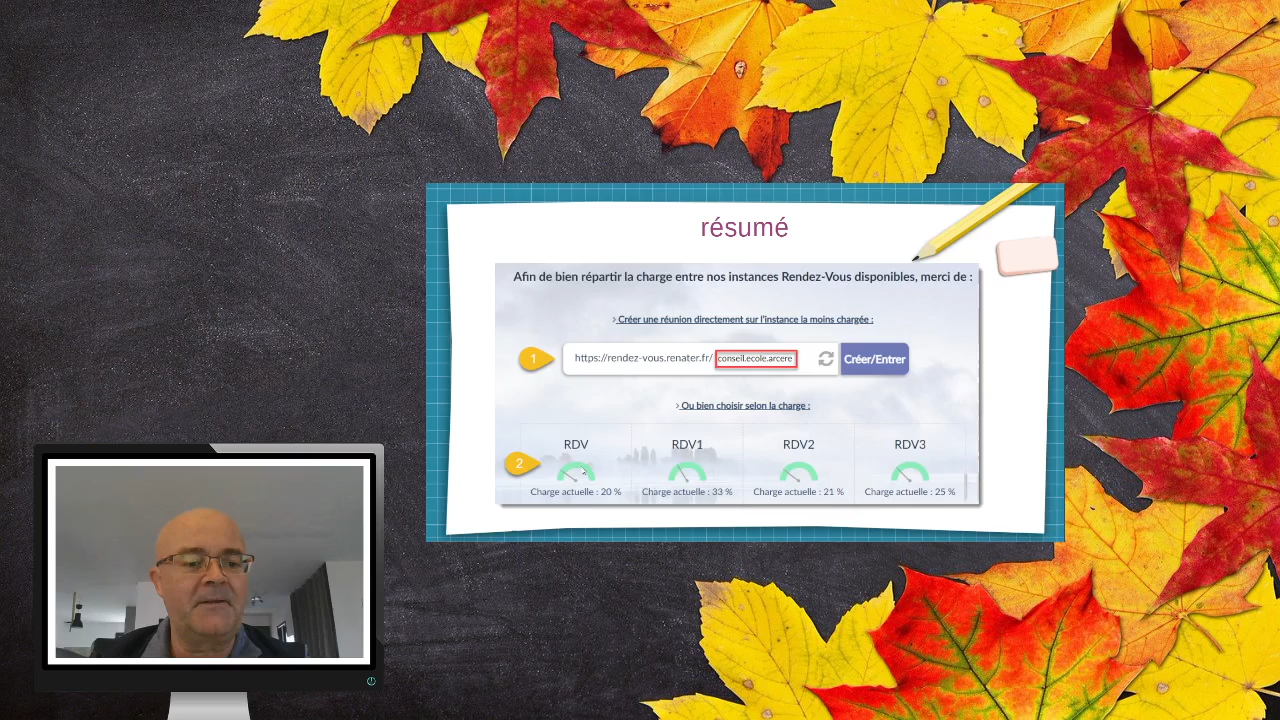 résumé
Afin de bien répartir la charge entre nos instances Rendez-Vous disponibles, merci de :
› Créer une réunion directement sur l'instance la moins chargée :
1
https://rendez-vous.renater.fr/ conseil.ecole.arcere Créer/Entrer
› Ou bien choisir selon la charge :
RDV RDV1 RDV2 RDV3
2
Charge actuelle : 20 % Charge actuelle : 33 % Charge actuelle : 21 % Charge actuelle : 25 %